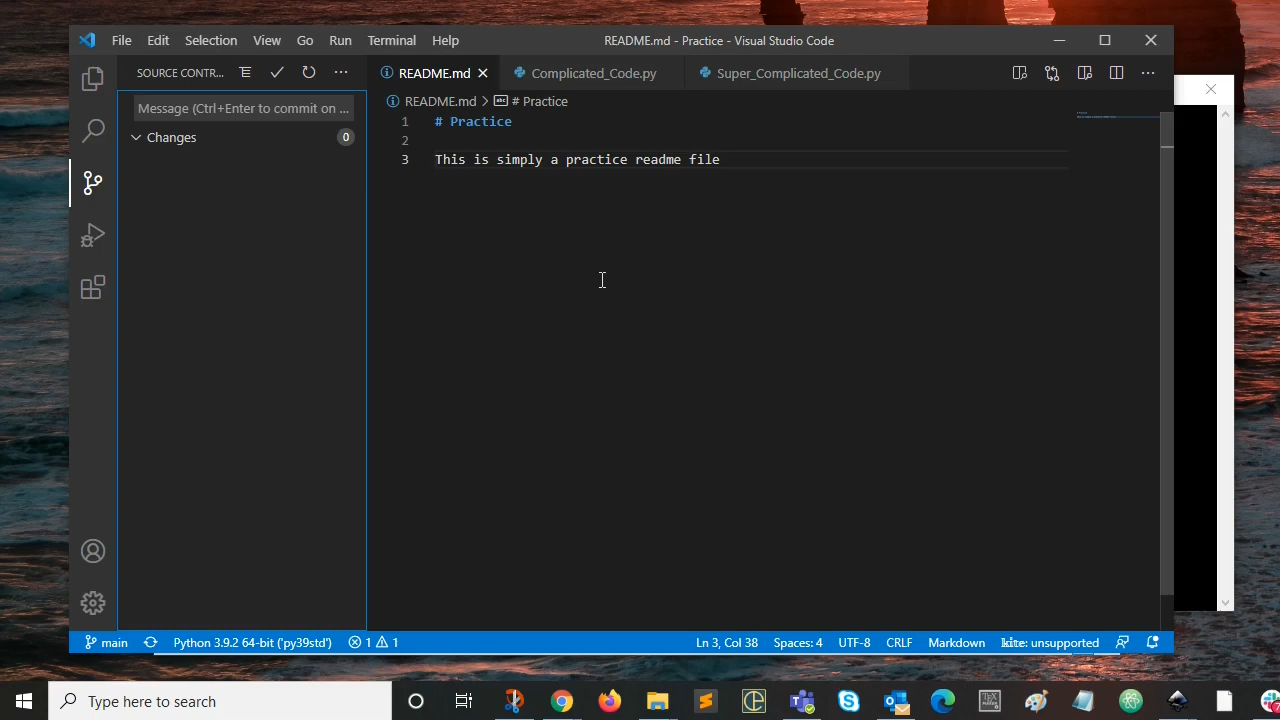 File Edit Selection View Go Run Terminal Help
README.md - Practice - Visual Studio Code
SOURCE CONTR...
README.md
Complicated_Code.py
Super_Complicated_Code.py
Message (Ctrl+Enter to commit on ...
Changes
0
README.md > # Practice
1 # Practice
2
3 This is simply a practice readme file
main
Python 3.9.2 64-bit ('py39std')
1 1
Ln 3, Col 38
Spaces: 4
UTF-8
CRLF
Markdown
kite: unsupported
Type here to search